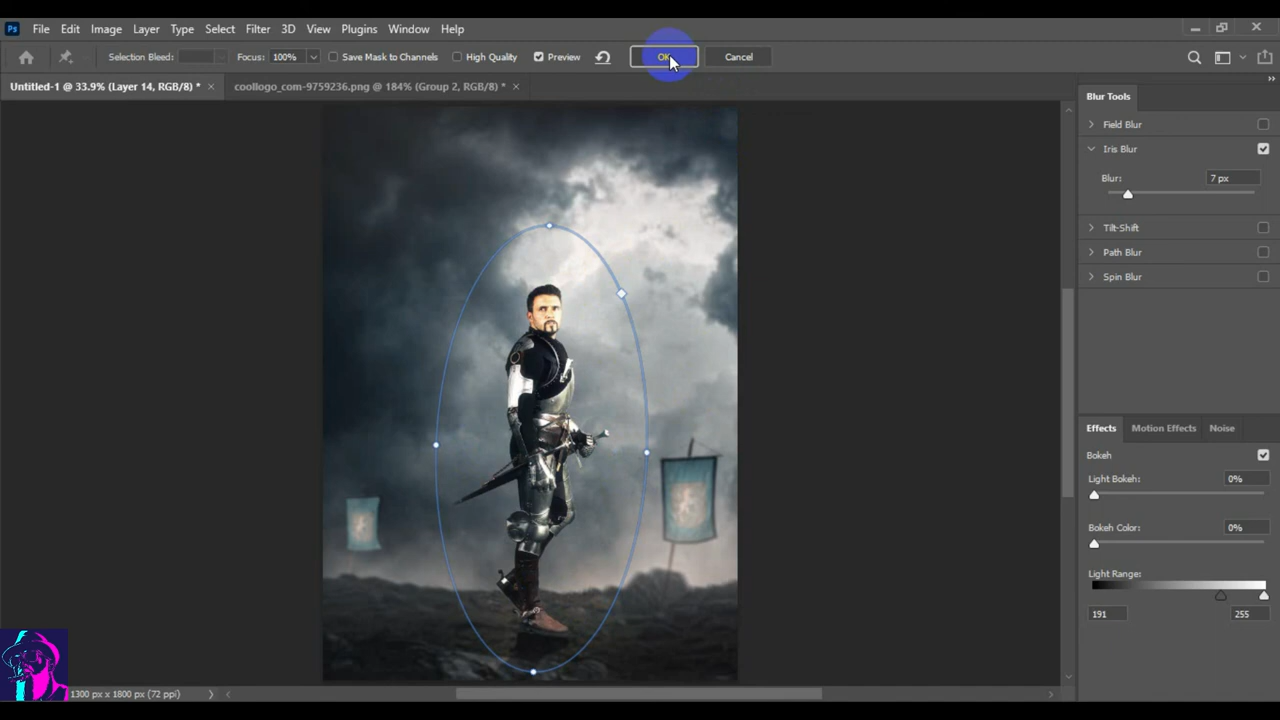 Ps File Edit Image Layer Type Select Filter 3D View Plugins Window Help
Selection Bleed: Focus: 100% Save Mask to Channels High Quality Preview OK Cancel
Untitled-1 @ 33.9% (Layer 14, RGB/8) * × coollogo_com-9759236.png @ 184% (Group 2, RGB/8) * ×
Blur Tools
Field Blur
Iris Blur
Blur: 7 px
Tilt-Shift
Path Blur
Spin Blur
Effects Motion Effects Noise
Bokeh
Light Bokeh: 0%
Bokeh Color: 0%
Light Range:
191 255
1300 px x 1800 px (72 ppi)